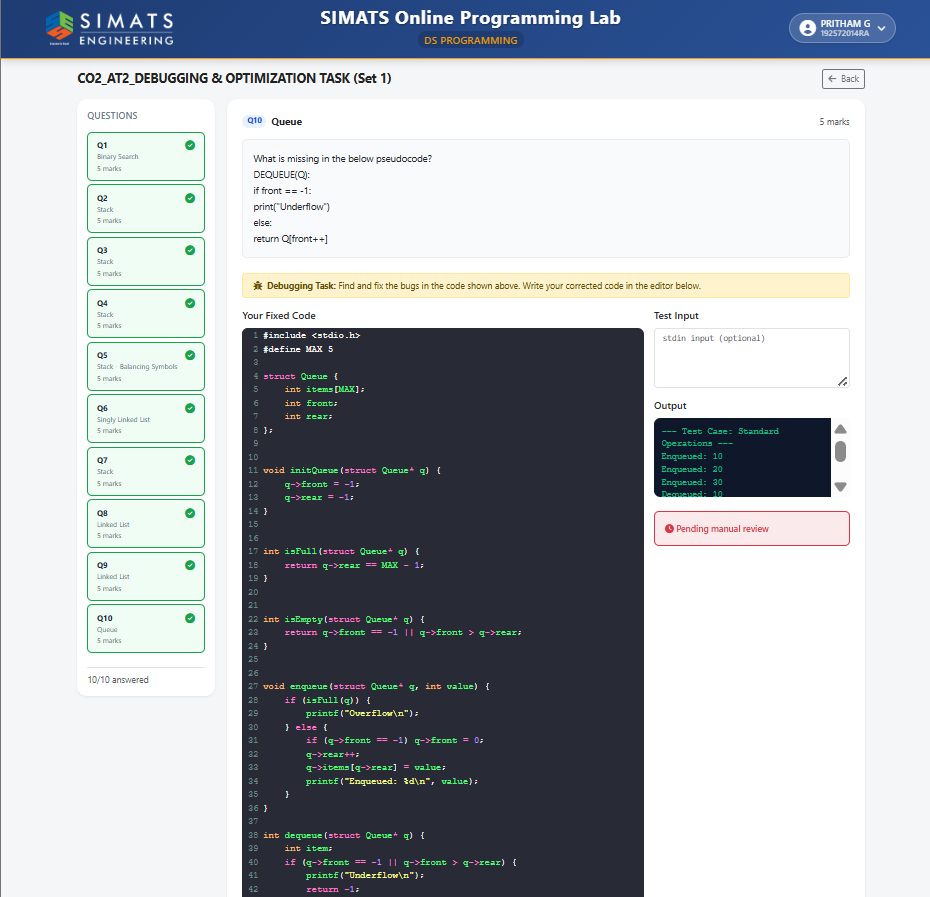 SIMATS
ENGINEERING
SIMATS Online Programming Lab
DS PROGRAMMING
PRITHAM G
192572014RA
CO2_AT2_DEBUGGING & OPTIMIZATION TASK (Set 1)
← Back
QUESTIONS
Q1
Binary Search
5 marks
Q2
Stack
5 marks
Q3
Stack
5 marks
Q4
Stack
5 marks
Q5
Stack - Balancing Symbols
5 marks
Q6
Singly Linked List
5 marks
Q7
Stack
5 marks
Q8
Linked List
5 marks
Q9
Linked List
5 marks
Q10
Queue
5 marks
10/10 answered
Q10 Queue 5 marks
What is missing in the below pseudocode?
DEQUEUE(Q):
if front == -1:
print("Underflow")
else:
return Q[front++]
Debugging Task: Find and fix the bugs in the code shown above. Write your corrected code in the editor below.
Your Fixed Code
1 #include <stdio.h>
2 #define MAX 5
3
4 struct Queue {
5     int items[MAX];
6     int front;
7     int rear;
8 };
9
10
11 void initQueue(struct Queue* q) {
12     q->front = -1;
13     q->rear = -1;
14 }
15
16
17 int isFull(struct Queue* q) {
18     return q->rear == MAX - 1;
19 }
20
21
22 int isEmpty(struct Queue* q) {
23     return q->front == -1 || q->front > q->rear;
24 }
25
26
27 void enqueue(struct Queue* q, int value) {
28     if (isFull(q)) {
29         printf("Overflow\n");
30     } else {
31         if (q->front == -1) q->front = 0;
32         q->rear++;
33         q->items[q->rear] = value;
34         printf("Enqueued: %d\n", value);
35     }
36 }
37
38 int dequeue(struct Queue* q) {
39     int item;
40     if (q->front == -1 || q->front > q->rear) {
41         printf("Underflow\n");
42         return -1;
Test Input
stdin input (optional)
Output
--- Test Case: Standard
Operations ---
Enqueued: 10
Enqueued: 20
Enqueued: 30
Dequeued: 10
Pending manual review